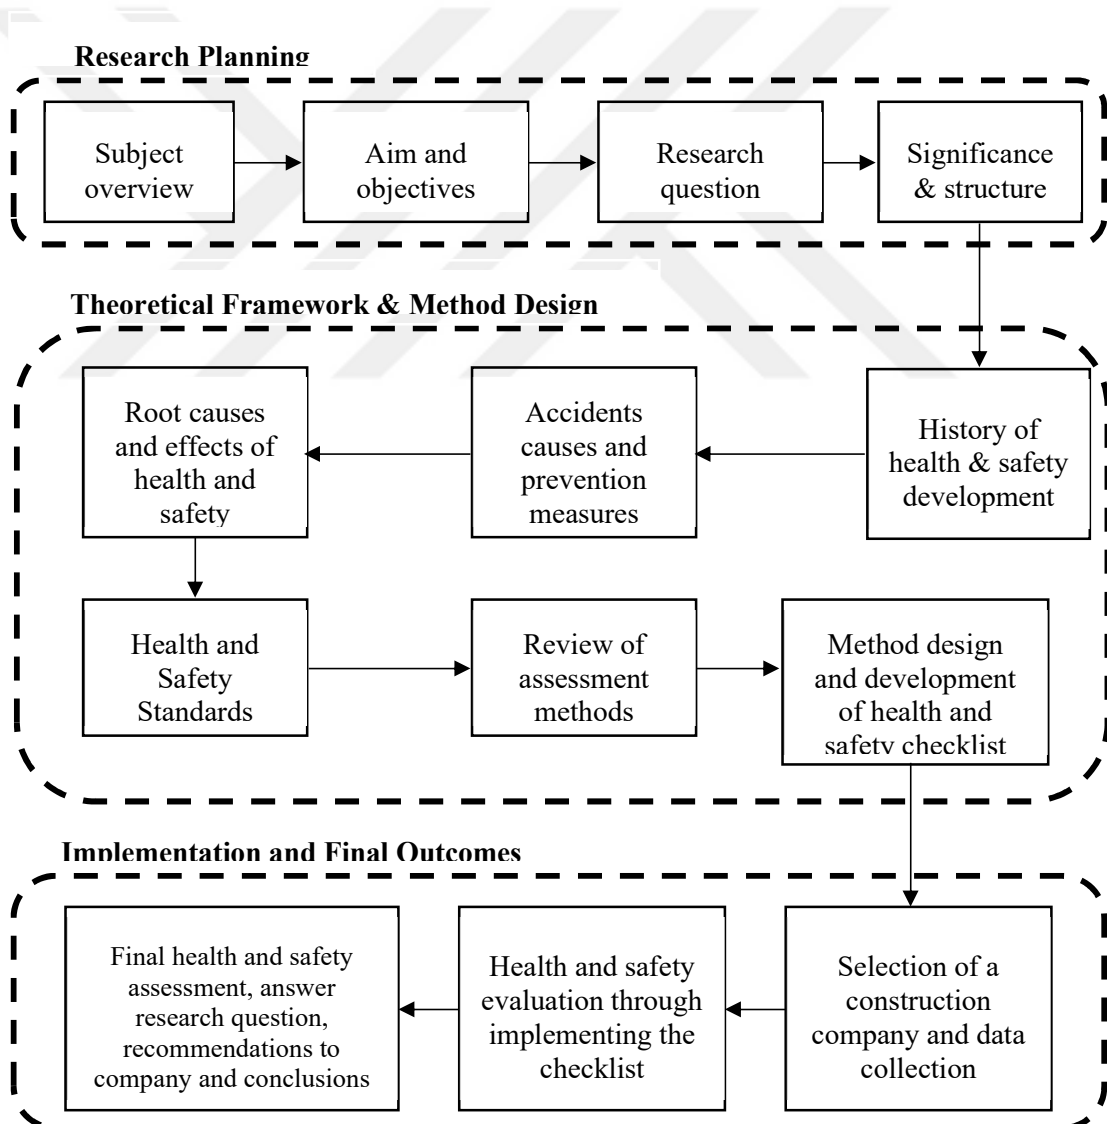 Research Planning
Subject
overview
Aim and
objectives
Research
question
Significance
& structure
Theoretical Framework & Method Design
Root causes
and effects of
health and
safety
Accidents
causes and
prevention
measures
History of
health & safety
development
Health and
Safety
Standards
Review of
assessment
methods
Method design
and development
of health and
safety checklist
Implementation and Final Outcomes
Final health and safety
assessment, answer
research question,
recommendations to
company and conclusions
Health and safety
evaluation through
implementing the
checklist
Selection of a
construction
company and data
collection